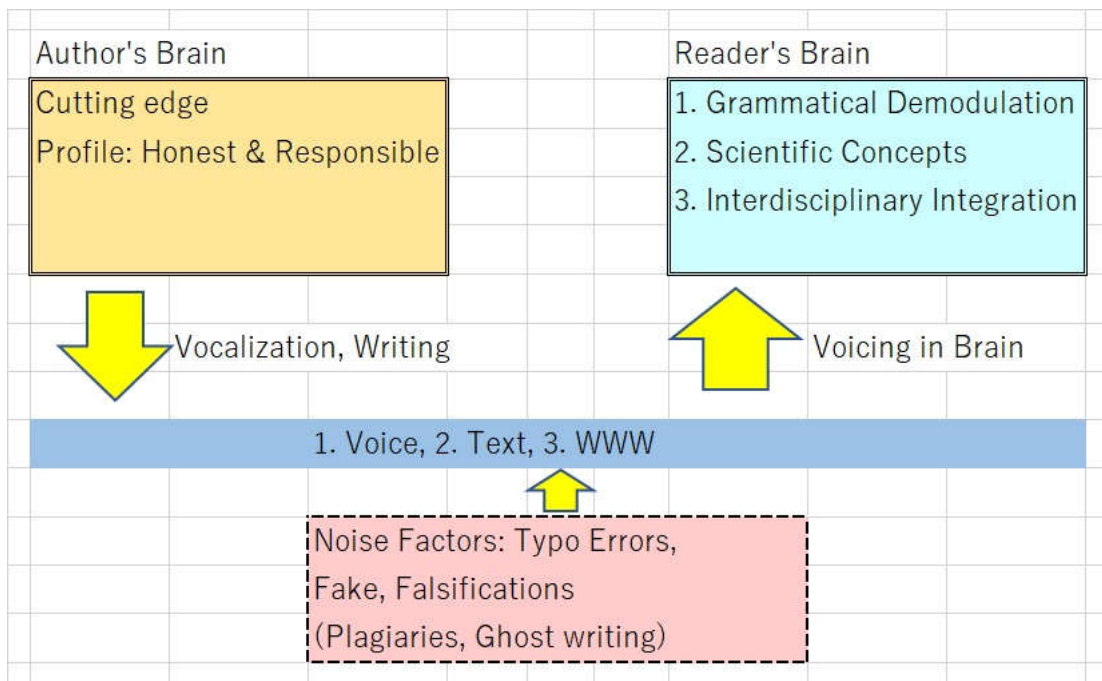 Author's Brain
Cutting edge
Profile: Honest & Responsible
Reader's Brain
1. Grammatical Demodulation
2. Scientific Concepts
3. Interdisciplinary Integration
Vocalization, Writing
Voicing in Brain
1. Voice, 2. Text, 3. WWW
Noise Factors: Typo Errors,
Fake, Falsifications
(Plagiaries, Ghost writing)